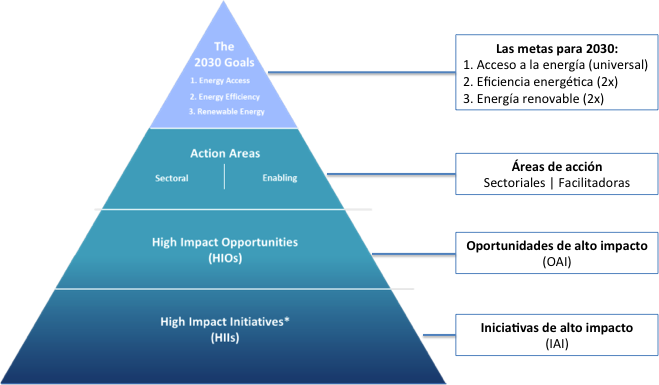 The
2030 Goals
1. Energy Access
2. Energy Efficiency
3. Renewable Energy
Las metas para 2030:
1. Acceso a la energía (universal)
2. Eficiencia energética (2x)
3. Energía renovable (2x)
Action Areas
Sectoral | Enabling
Áreas de acción
Sectoriales | Facilitadoras
High Impact Opportunities
(HIOs)
Oportunidades de alto impacto
(OAI)
High Impact Initiatives*
(HIIs)
Iniciativas de alto impacto
(IAI)